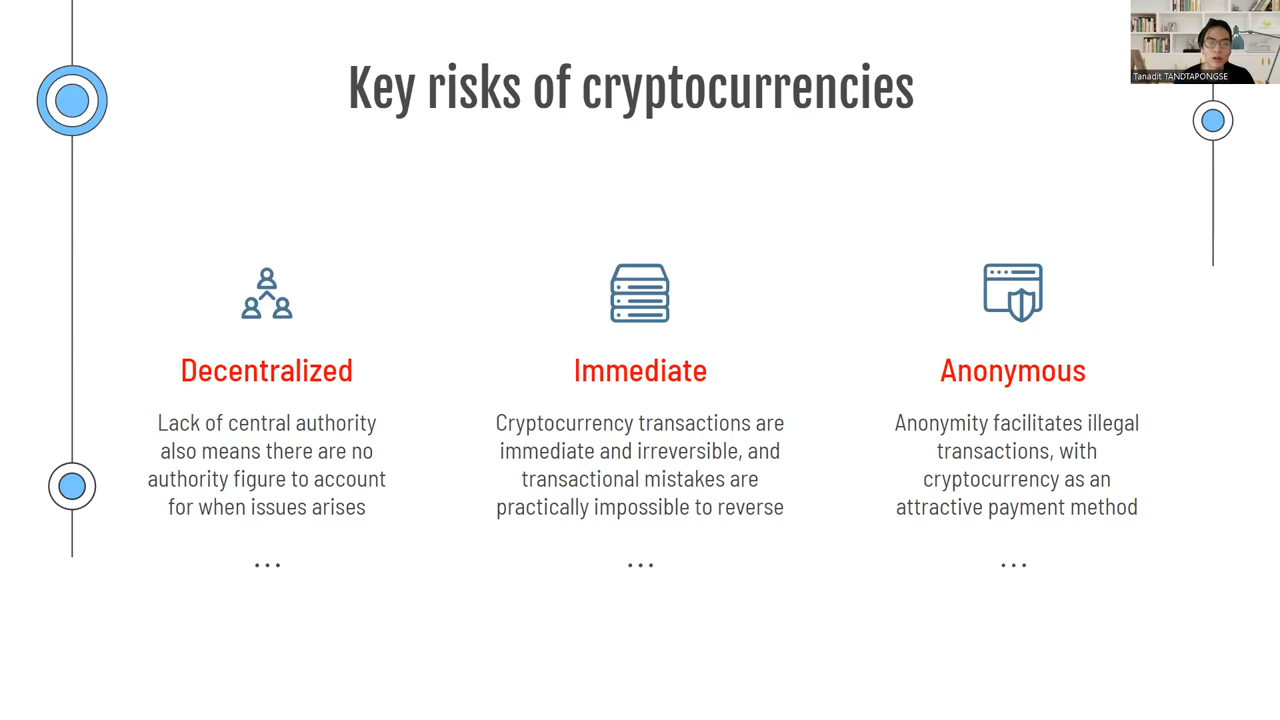 Key risks of cryptocurrencies
Tanadit TANDTAPONGSE
Decentralized
Lack of central authority
also means there are no
authority figure to account
for when issues arises
...
Immediate
Cryptocurrency transactions are
immediate and irreversible, and
transactional mistakes are
practically impossible to reverse
...
Anonymous
Anonymity facilitates illegal
transactions, with
cryptocurrency as an
attractive payment method
...